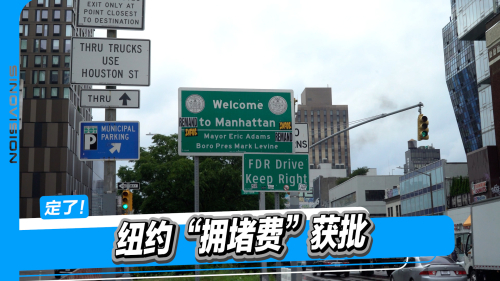 EXIT ONLY AT
POINT CLOSEST
TO DESTINATION
THRU TRUCKS
USE
HOUSTON ST
THRU
P
MUNICIPAL
PARKING
Welcome
to Manhattan
Mayor Eric Adams
Boro Pres Mark Levine
FDR Drive
Keep Right
SINOVISION
定了!
纽约“拥堵费”获批